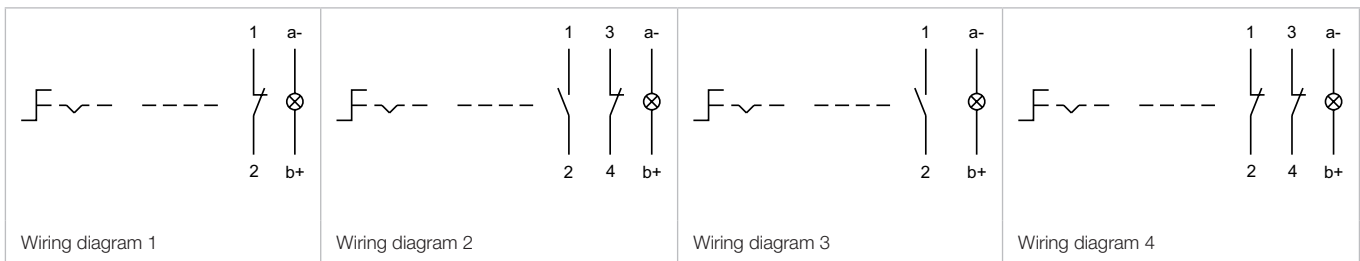 1 a-
2 b+
Wiring diagram 1
1 3 a-
2 4 b+
Wiring diagram 2
1 a-
2 b+
Wiring diagram 3
1 3 a-
2 4 b+
Wiring diagram 4